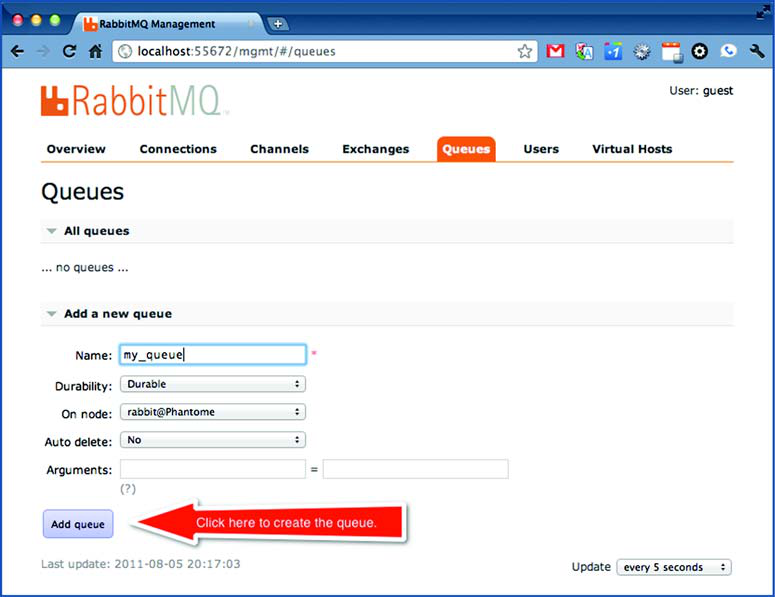 RabbitMQ Management
localhost:55672/mgmt/#/queues
RabbitMQ
User: guest
Overview Connections Channels Exchanges Queues Users Virtual Hosts
Queues
All queues
... no queues ...
Add a new queue
Name: my_queue *
Durability: Durable
On node: rabbit@Phantome
Auto delete: No
Arguments: =
(?)
Add queue Click here to create the queue.
Last update: 2011-08-05 20:17:03 Update every 5 seconds